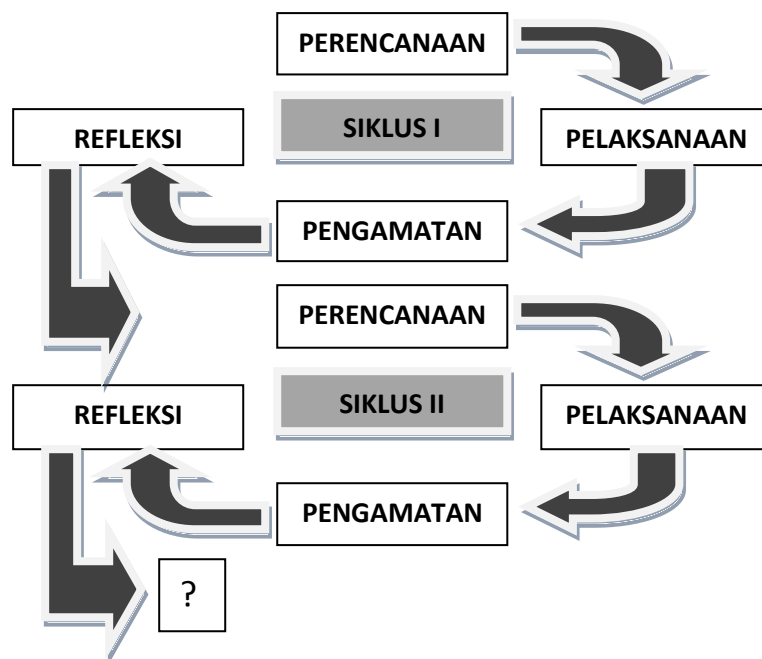 PERENCANAAN
REFLEKSI
SIKLUS I
PELAKSANAAN
PENGAMATAN
PERENCANAAN
REFLEKSI
SIKLUS II
PELAKSANAAN
PENGAMATAN
?